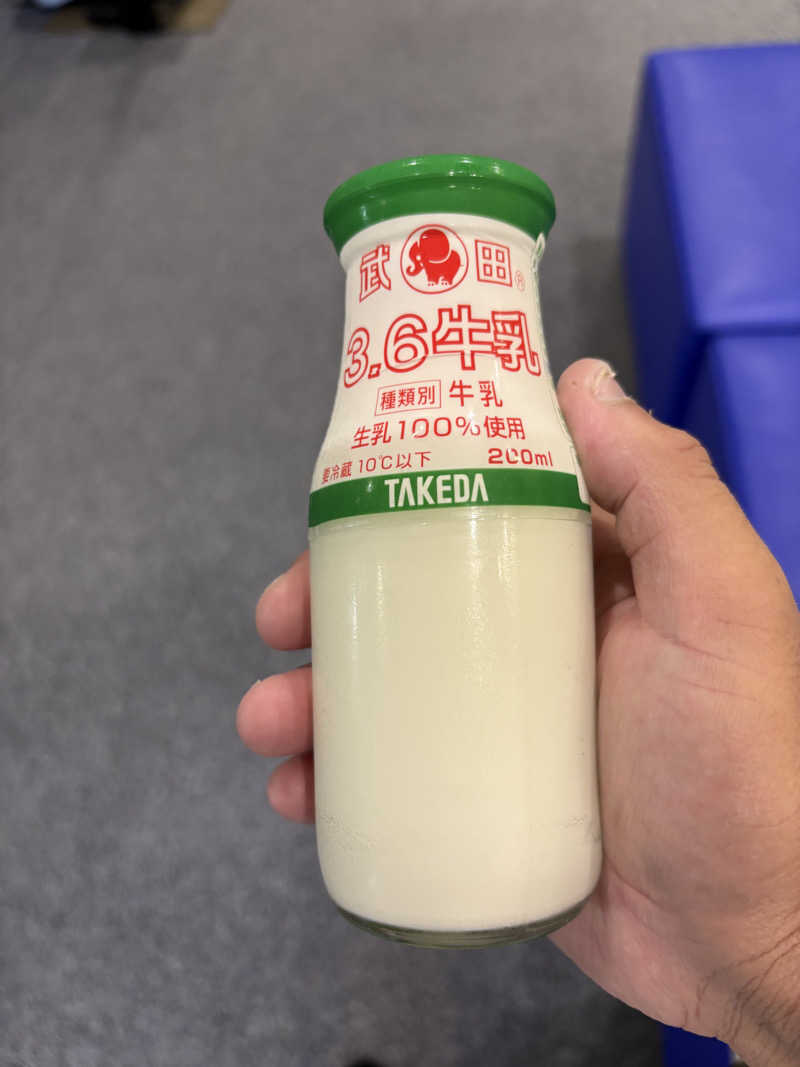 武田®
3.6牛乳
種類別 牛乳
生乳100%使用
要冷蔵 10℃以下 200ml
TAKEDA